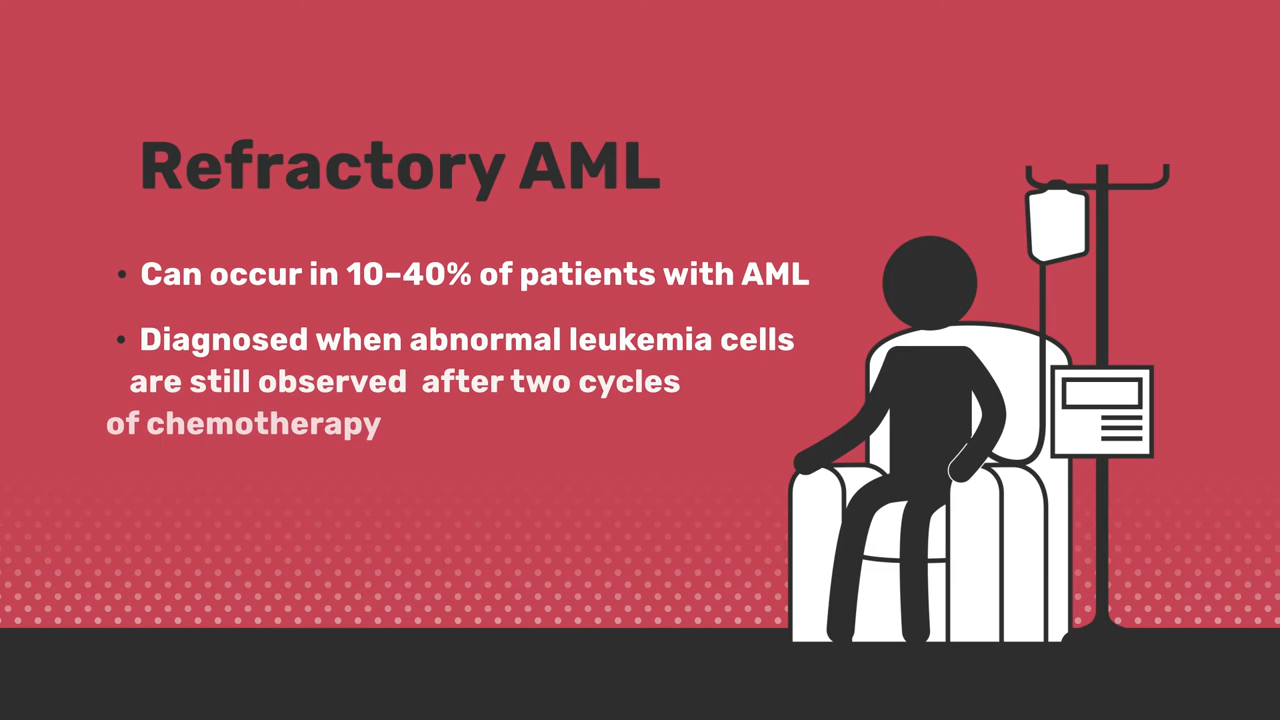 Refractory AML
• Can occur in 10–40% of patients with AML
• Diagnosed when abnormal leukemia cells
are still observed after two cycles
of chemotherapy